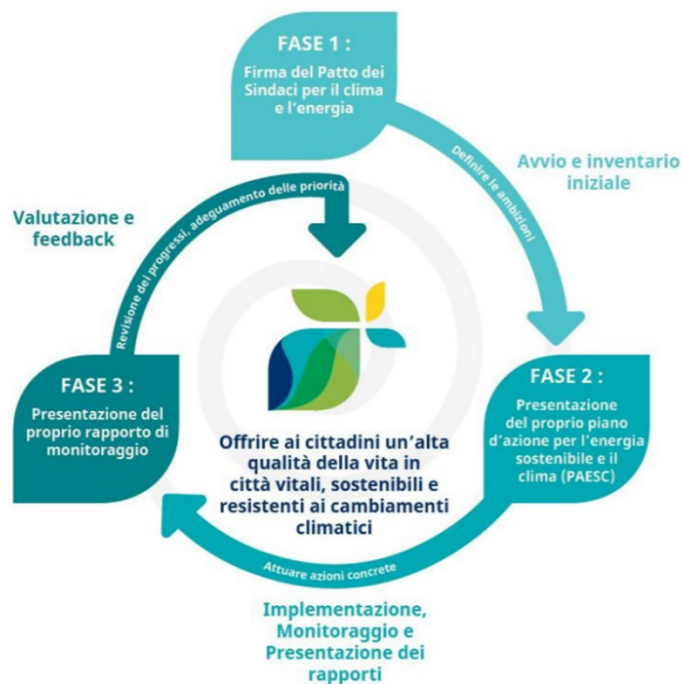 FASE 1 :
Firma del Patto dei
Sindaci per il clima
e l'energia
Definire le ambizioni
Avvio e inventario
iniziale
FASE 2 :
Presentazione
del proprio piano
d'azione per l'energia
sostenibile e il
clima (PAESC)
Attuare azioni concrete
Implementazione,
Monitoraggio e
Presentazione dei
rapporti
FASE 3 :
Presentazione del
proprio rapporto di
monitoraggio
Revisione dei progressi, adeguamento delle priorità
Valutazione e
feedback
Offrire ai cittadini un'alta
qualità della vita in
città vitali, sostenibili e
resistenti ai cambiamenti
climatici